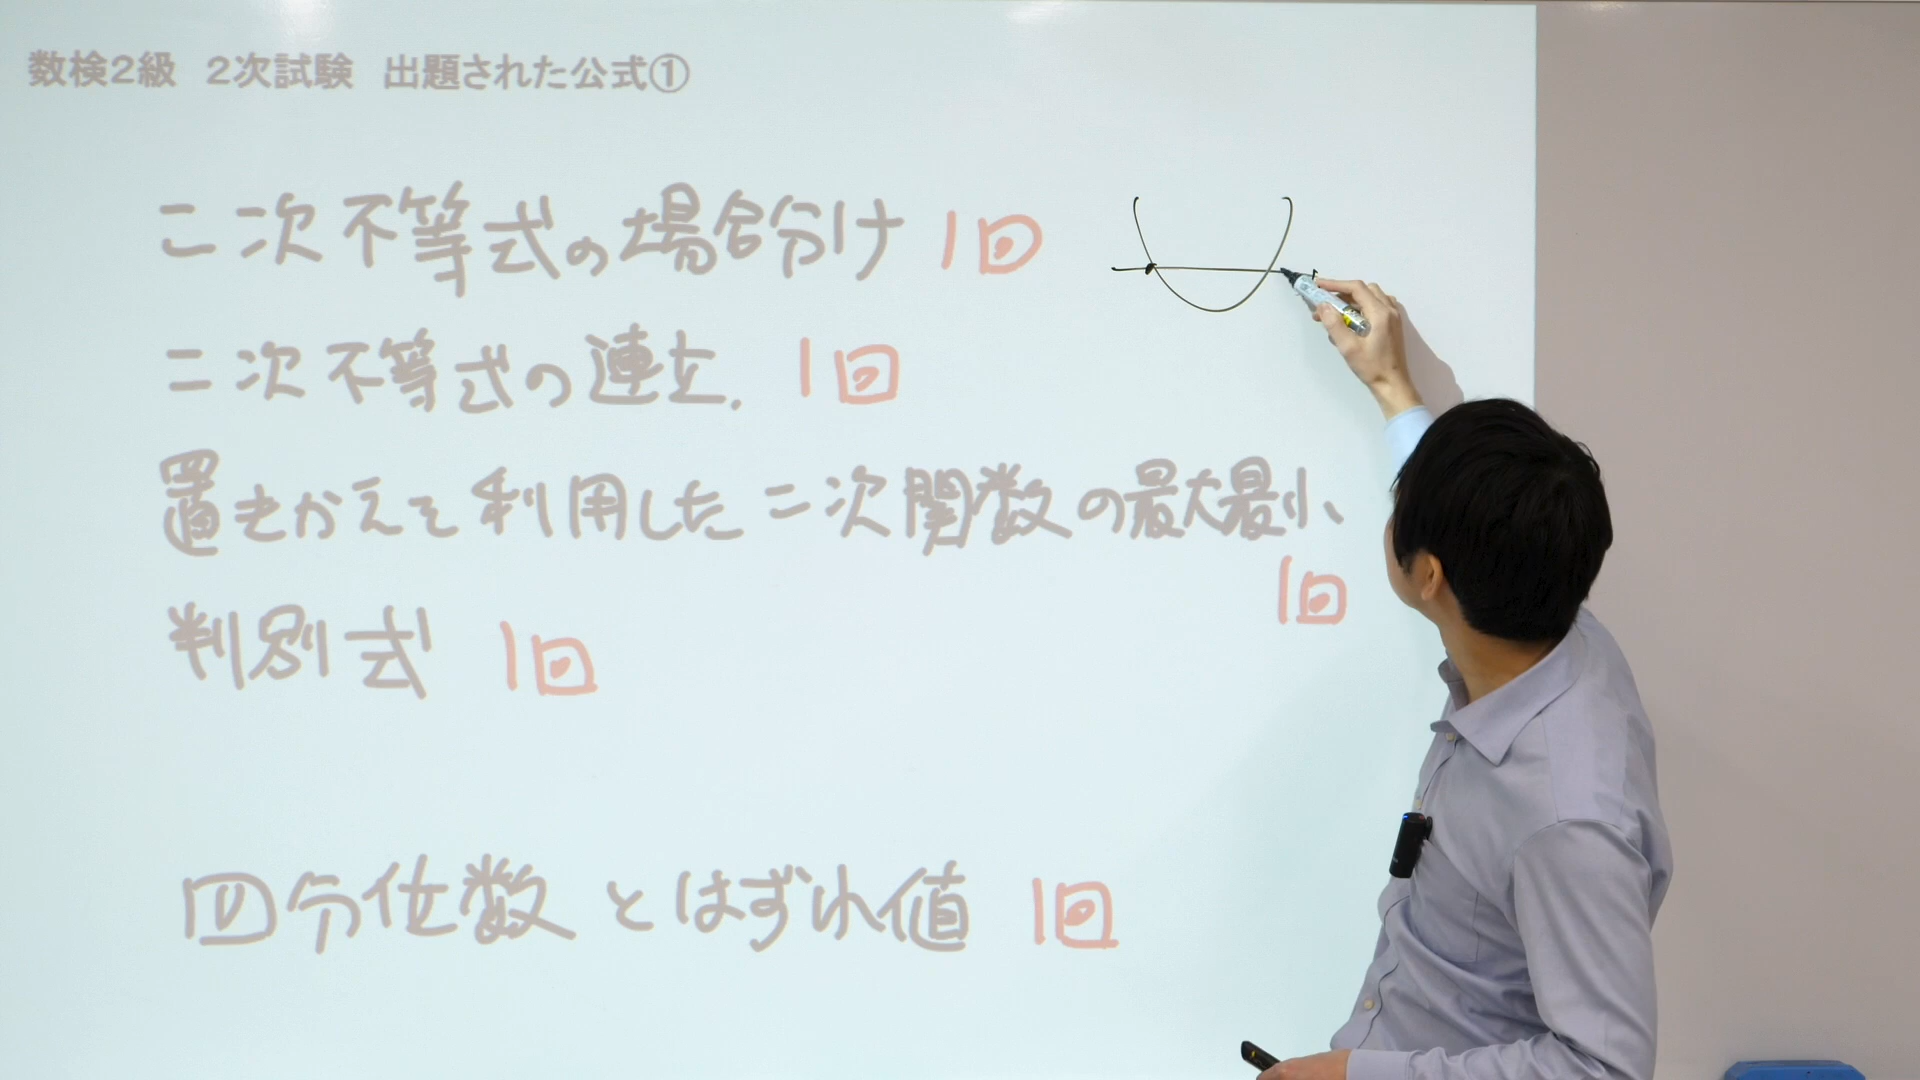 数検2級 2次試験 出題された公式①
二次不等式の場合分け 1回
二次不等式の連立. 1回
置きかえを利用した二次関数の最大最小
1回
判別式 1回
四分位数とはずれ値 1回